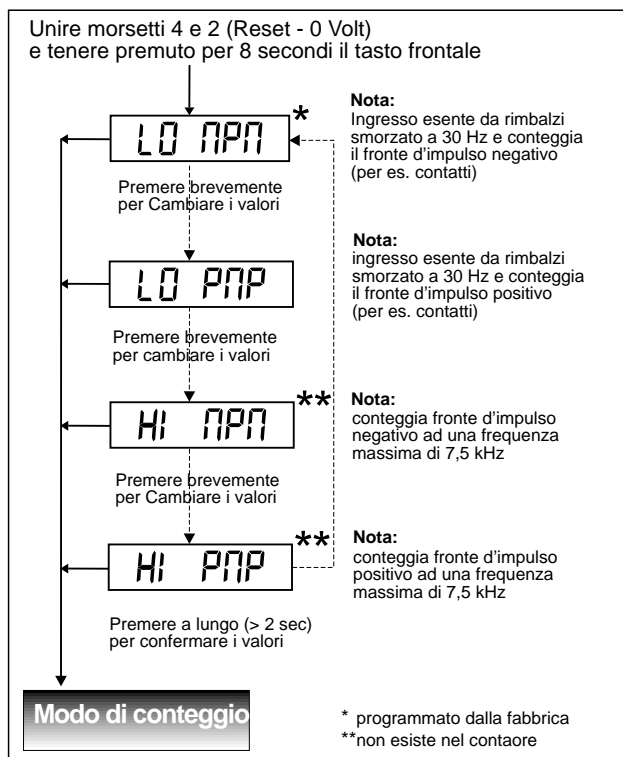 Unire morsetti 4 e 2 (Reset - 0 Volt)
e tenere premuto per 8 secondi il tasto frontale
LO NPN *
Nota:
Ingresso esente da rimbalzi
smorzato a 30 Hz e conteggia
il fronte d'impulso negativo
(per es. contatti)
Premere brevemente
per Cambiare i valori
LO PNP
Nota:
ingresso esente da rimbalzi
smorzato a 30 Hz e conteggia
il fronte d'impulso positivo
(per es. contatti)
Premere brevemente
per cambiare i valori
HI NPN **
Nota:
conteggia fronte d'impulso
negativo ad una frequenza
massima di 7,5 kHz
Premere brevemente
per Cambiare i valori
HI PNP **
Nota:
conteggia fronte d'impulso
positivo ad una frequenza
massima di 7,5 kHz
Premere a lungo (> 2 sec)
per confermare i valori
Modo di conteggio
* programmato dalla fabbrica
**non esiste nel contaore